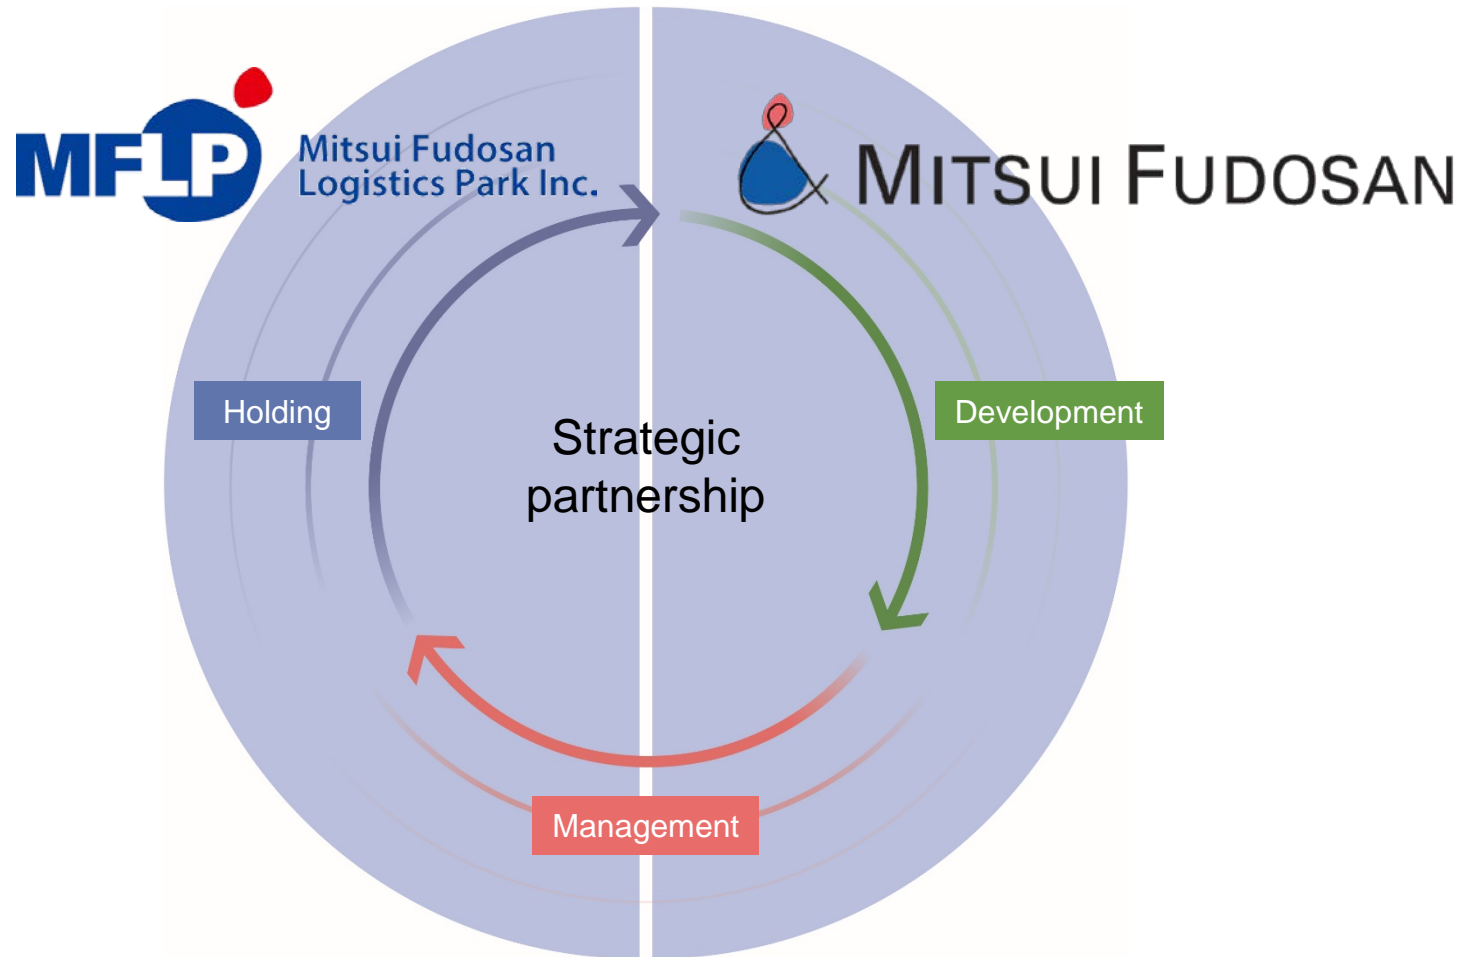 MFLP
Mitsui Fudosan
Logistics Park Inc.
MITSUI FUDOSAN
Holding
Development
Strategic
partnership
Management